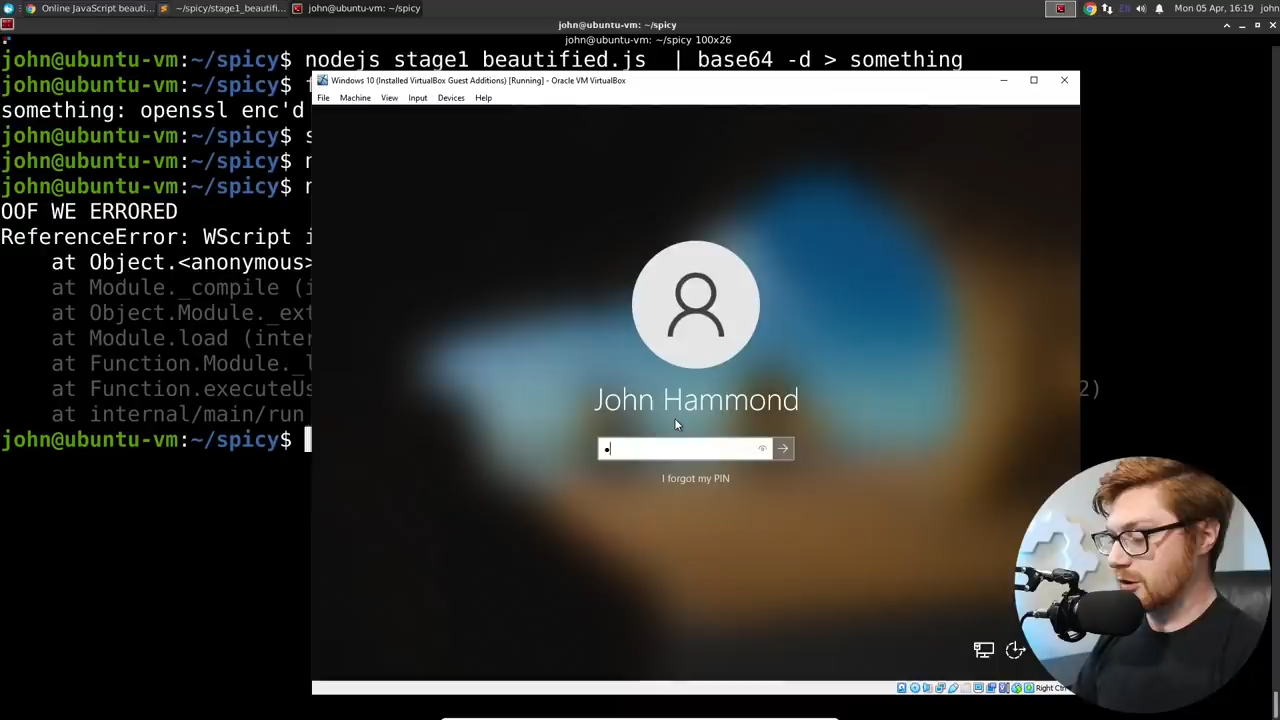 Online JavaScript beauti...
~/spicy/stage1_beautifi...
john@ubuntu-vm: ~/spicy
Mon 05 Apr, 16:19
john
john@ubuntu-vm: ~/spicy
john@ubuntu-vm: ~/spicy 100x26
john@ubuntu-vm:~/spicy$ nodejs stage1_beautified.js | base64 -d > something
Windows 10 (Installed VirtualBox Guest Additions) [Running] - Oracle VM VirtualBox
File Machine View Input Devices Help
john@ubuntu-vm:~/spicy$
something: openssl enc'd
john@ubuntu-vm:~/spicy$ s
john@ubuntu-vm:~/spicy$ n
john@ubuntu-vm:~/spicy$ n
OOF WE ERRORED
ReferenceError: WScript i
at Object.<anonymous>
at Module._compile (i
at Object.Module._ext
at Module.load (inter
at Function.Module._l
at Function.executeUs
2)
at internal/main/run_
john@ubuntu-vm:~/spicy$
John Hammond
I forgot my PIN
Right Ctrl